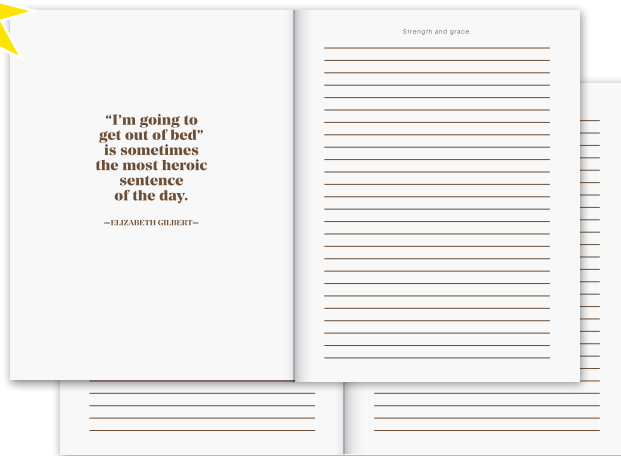 “I’m going to
get out of bed”
is sometimes
the most heroic
sentence
of the day.
—ELIZABETH GILBERT—
Strength and grace.